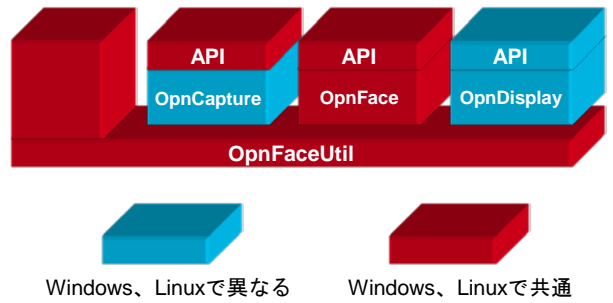 API API API
OpnCapture OpnFace OpnDisplay
OpnFaceUtil
Windows、Linuxで異なる Windows、Linuxで共通